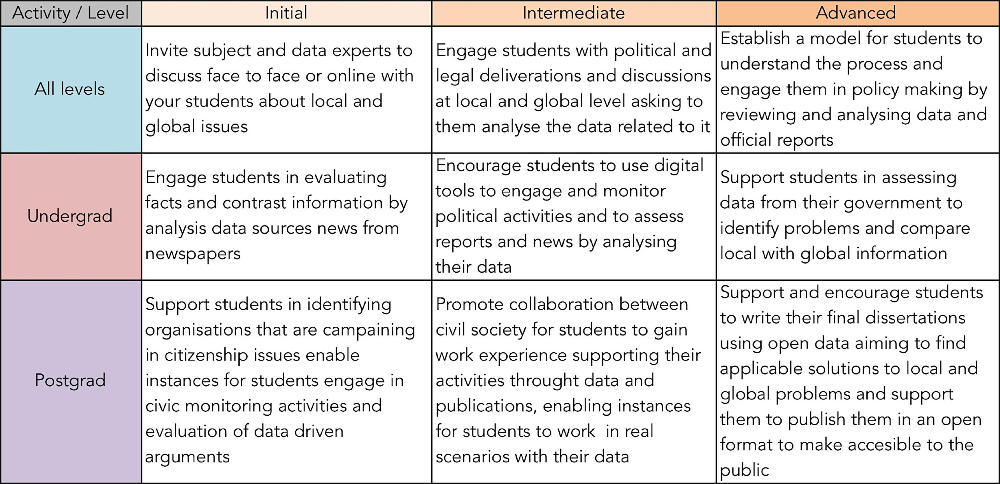 Activity / Level
Initial
Intermediate
Advanced
All levels
Invite subject and data experts to
discuss face to face or online with
your students about local and
global issues
Engage students with political and
legal deliverations and discussions
at local and global level asking to
them analyse the data related to it
Establish a model for students to
understand the process and
engage them in policy making by
reviewing and analysing data and
official reports
Undergrad
Engage students in evaluating
facts and contrast information by
analysis data sources news from
newspapers
Encourage students to use digital
tools to engage and monitor
political activities and to assess
reports and news by analysing
their data
Support students in assessing
data from their government to
identify problems and compare
local with global information
Postgrad
Support students in identifying
organisations that are campaining
in citizenship issues enable
instances for students engage in
civic monitoring activities and
evaluation of data driven
arguments
Promote collaboration between
civil society for students to gain
work experience supporting their
activities throught data and
publications, enabling instances
for students to work  in real
scenarios with their data
Support and encourage students
to write their final dissertations
using open data aiming to find
applicable solutions to local and
global problems and support
them to publish them in an open
format to make accesible to the
public